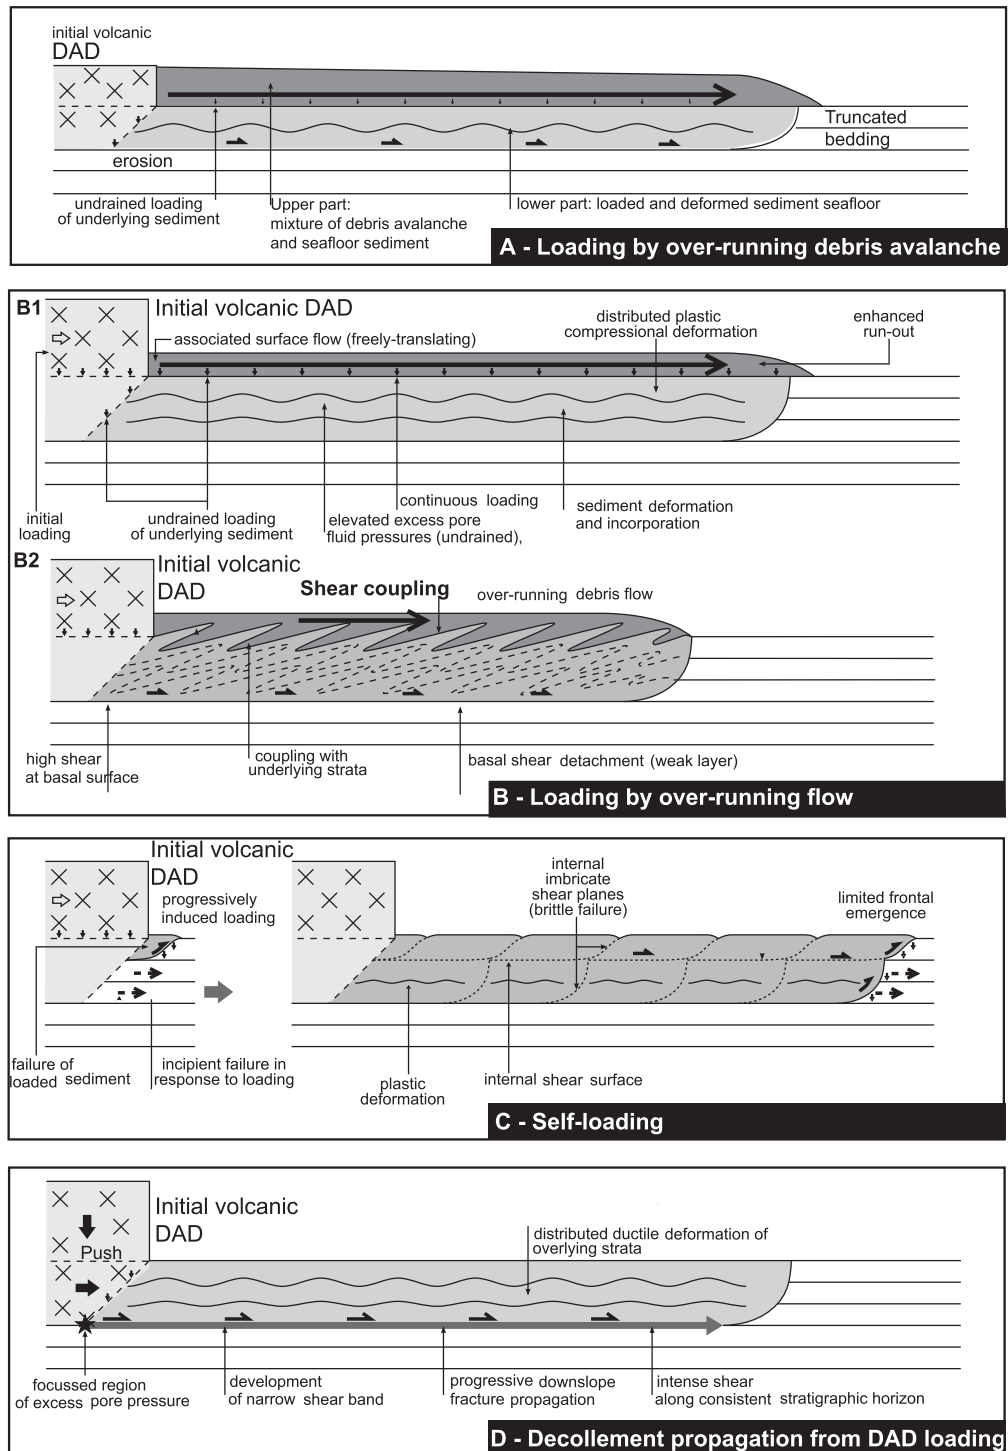 initial volcanic
DAD
Truncated
bedding
erosion
undrained loading
of underlying sediment
Upper part:
mixture of debris avalanche
and seafloor sediment
lower part: loaded and deformed sediment seafloor
A - Loading by over-running debris avalanche
B1
Initial volcanic DAD
associated surface flow (freely-translating)
distributed plastic
compressional deformation
enhanced
run-out
initial
loading
undrained loading
of underlying sediment
continuous loading
elevated excess pore
fluid pressures (undrained),
sediment deformation
and incorporation
B2
Initial volcanic
DAD
Shear coupling
over-running debris flow
high shear
at basal surface
coupling with
underlying strata
basal shear detachment (weak layer)
B - Loading by over-running flow
Initial volcanic
DAD
progressively
induced loading
internal
imbricate
shear planes
(brittle failure)
limited frontal
emergence
failure of
loaded sediment
incipient failure in
response to loading
plastic
deformation
internal shear surface
C - Self-loading
Initial volcanic
DAD
Push
distributed ductile deformation of
overlying strata
focussed region
of excess pore pressure
development
of narrow shear band
progressive downslope
fracture propagation
intense shear
along consistent stratigraphic horizon
D - Decollement propagation from DAD loading